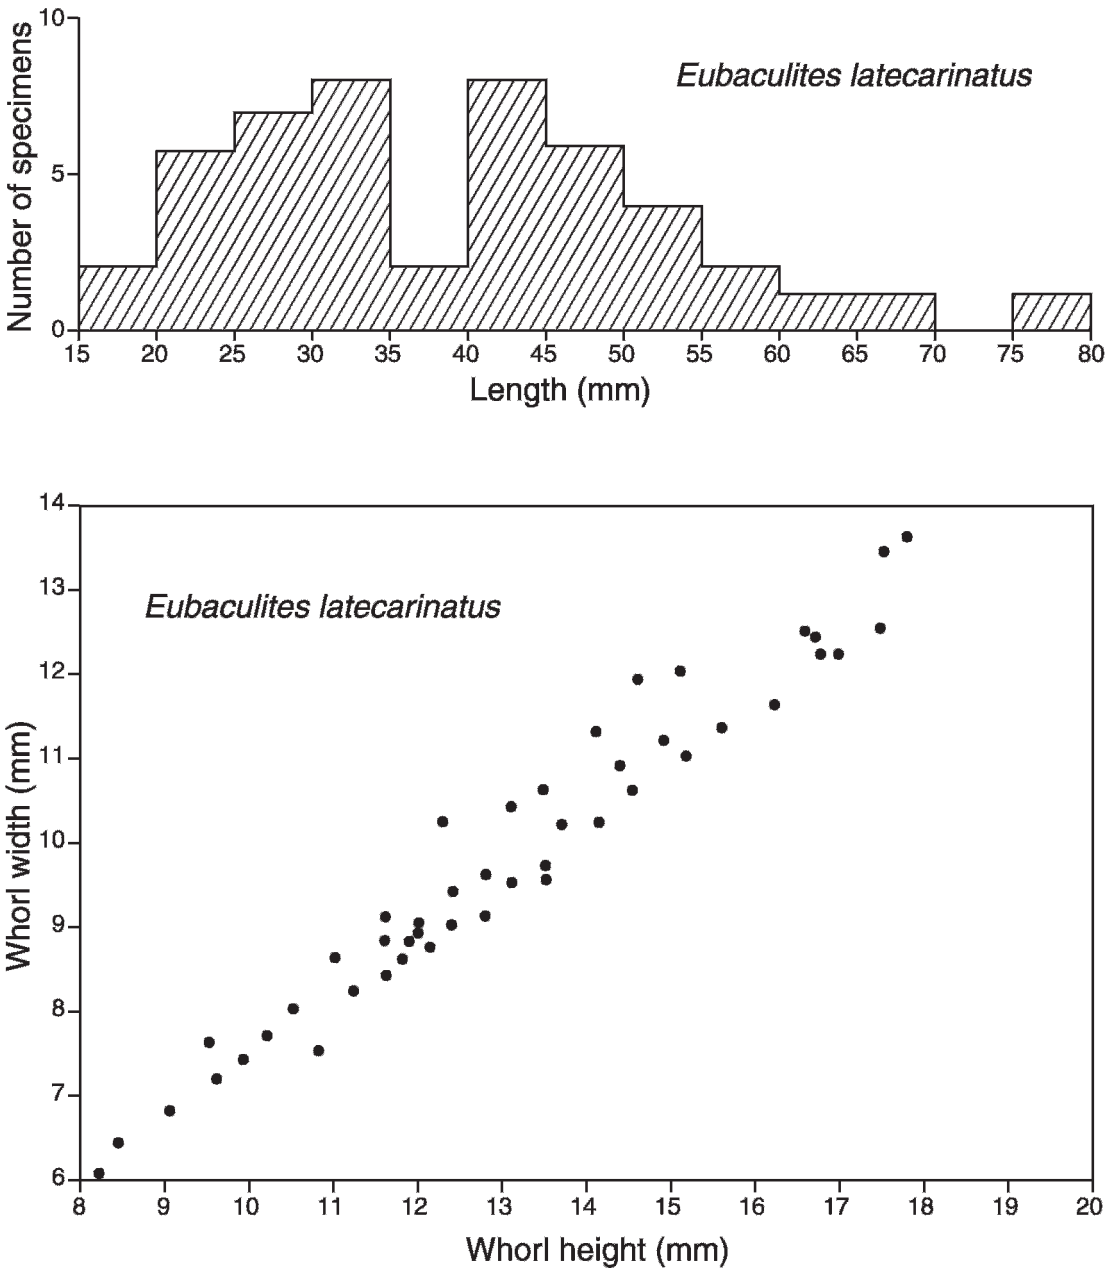 Number of specimens
10
5
0
Eubaculites latecarinatus
15 20 25 30 35 40 45 50 55 60 65 70 75 80
Length (mm)
Whorl width (mm)
14
13
12
11
10
9
8
7
6
Eubaculites latecarinatus
8 9 10 11 12 13 14 15 16 17 18 19 20
Whorl height (mm)